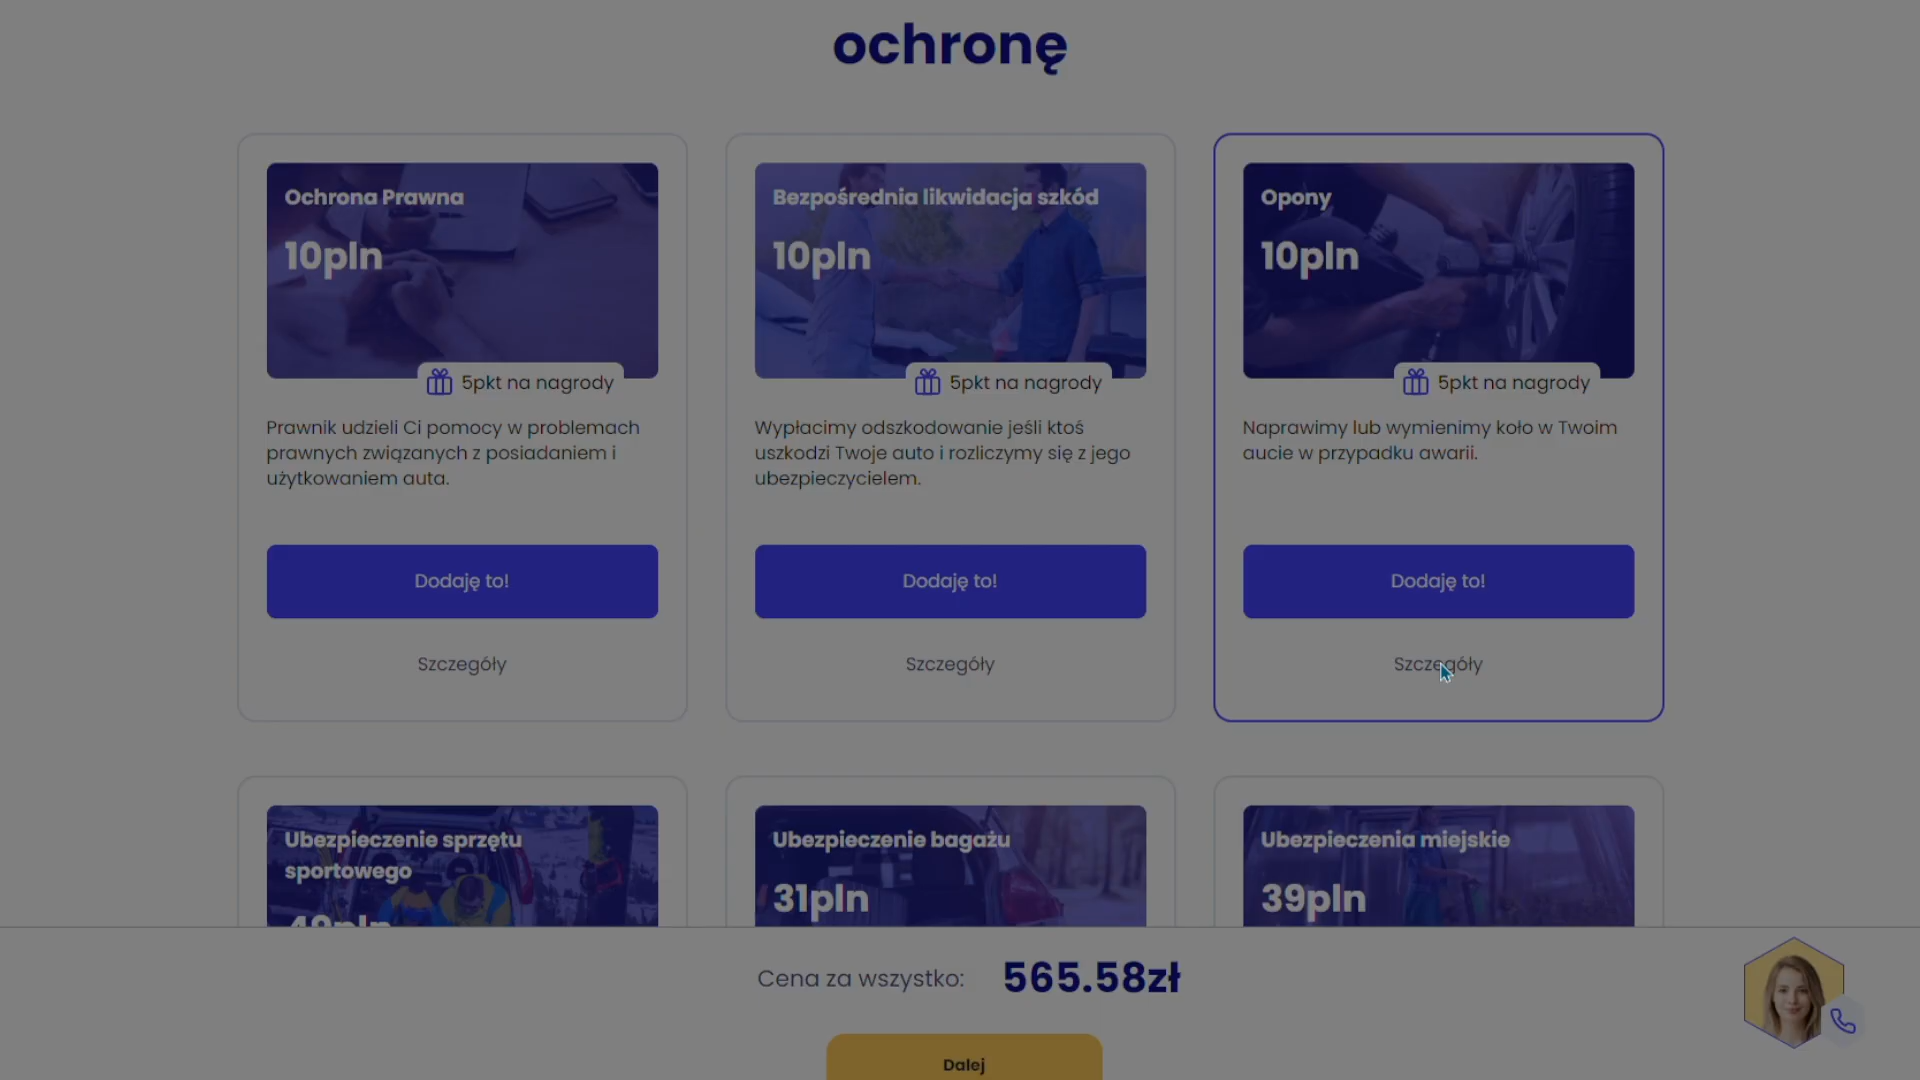 ochronę
Ochrona Prawna
10pln
5pkt na nagrody
Prawnik udzieli Ci pomocy w problemach
prawnych związanych z posiadaniem i
użytkowaniem auta.
Dodaję to!
Szczegóły
Bezpośrednia likwidacja szkód
10pln
5pkt na nagrody
Wypłacimy odszkodowanie jeśli ktoś
uszkodzi Twoje auto i rozliczymy się z jego
ubezpieczycielem.
Dodaję to!
Szczegóły
Opony
10pln
5pkt na nagrody
Naprawimy lub wymienimy koło w Twoim
aucie w przypadku awarii.
Dodaję to!
Szczegóły
Ubezpieczenie sprzętu
sportowego
Ubezpieczenie bagażu
31pln
Ubezpieczenia miejskie
39pln
Cena za wszystko: 565.58zł
Dalej